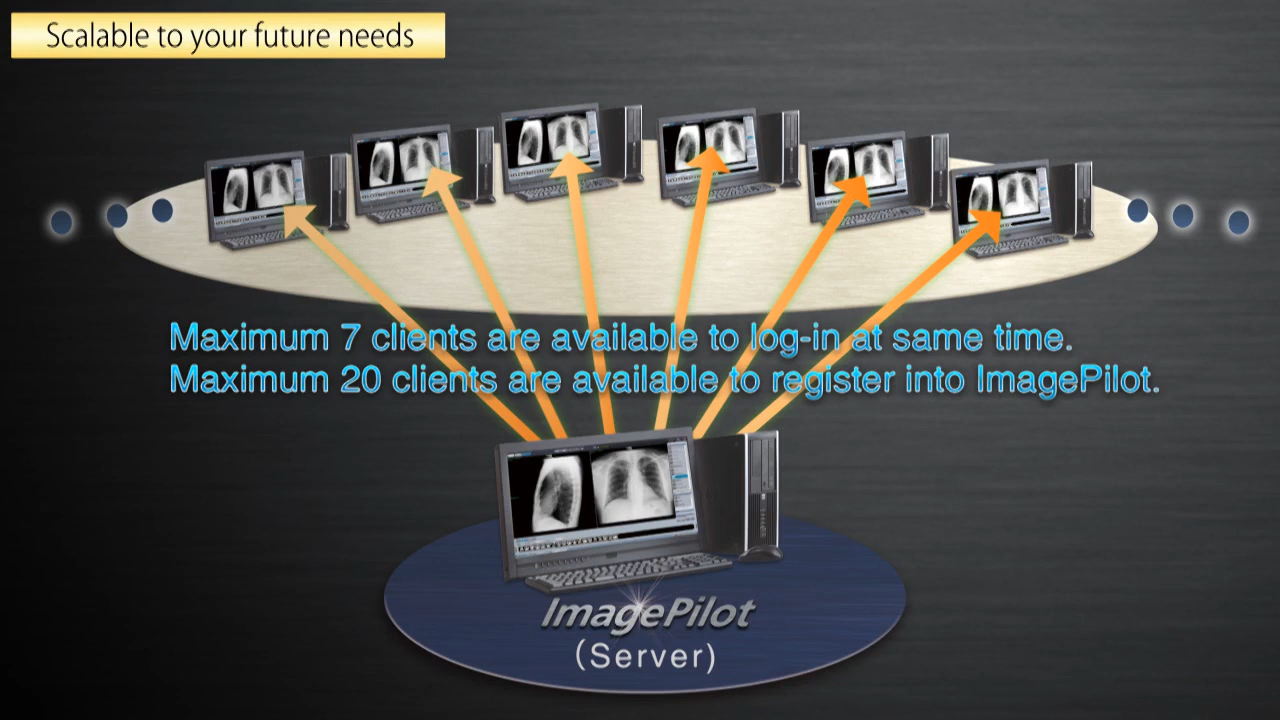 Scalable to your future needs
Maximum 7 clients are available to log-in at same time.
Maximum 20 clients are available to register into ImagePilot.
ImagePilot
(Server)